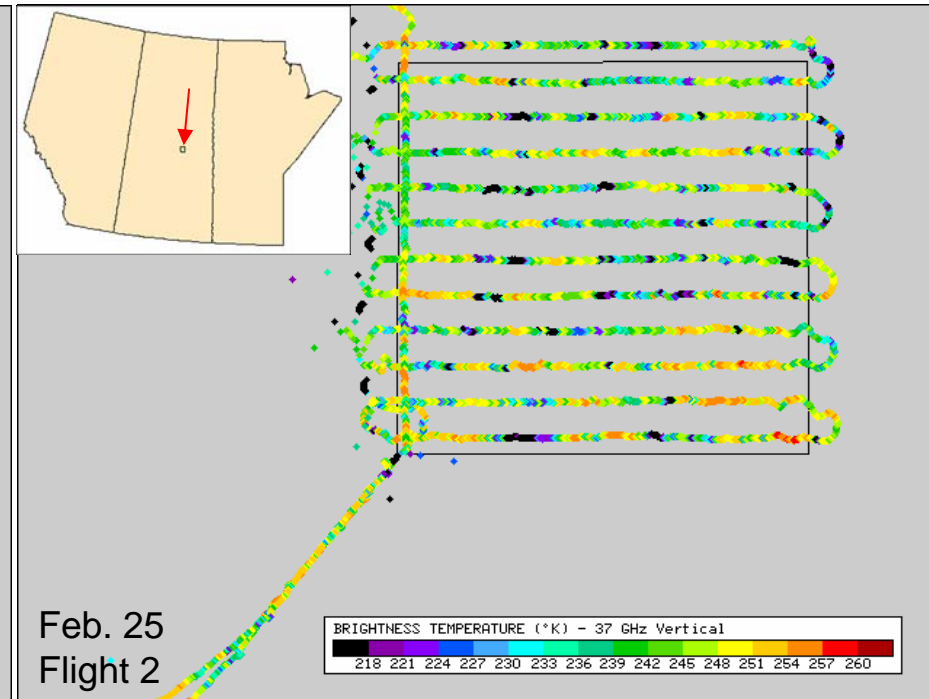 Feb. 25
Flight 2
BRIGHTNESS TEMPERATURE (°K) - 37 GHz Vertical
218 221 224 227 230 233 236 239 242 245 248 251 254 257 260